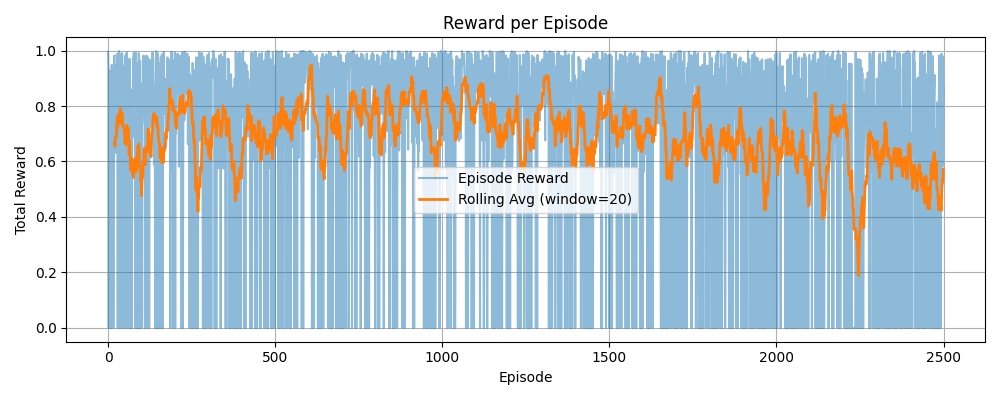 Reward per Episode
Total Reward
1.0
0.8
0.6
0.4
0.2
0.0
Episode Reward
Rolling Avg (window=20)
0
500
1000
1500
2000
2500
Episode